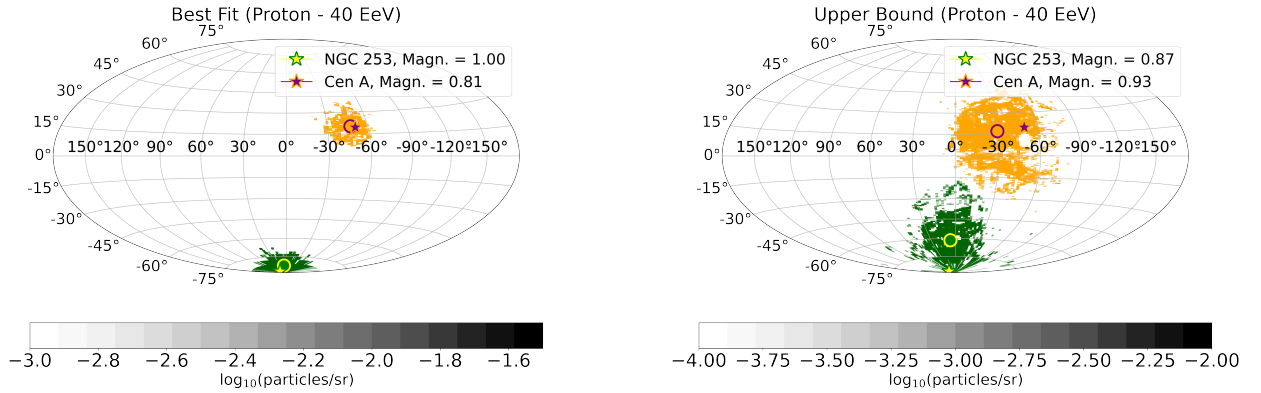 Best Fit (Proton - 40 EeV)
75°
60°
45°
30°
15°
0°
-15°
-30°
-45°
-60°
-75°
NGC 253, Magn. = 1.00
Cen A, Magn. = 0.81
150° 120° 90° 60° 30° 0° -30° -60° -90° -120° -150°
−3.0 −2.8 −2.6 −2.4 −2.2 −2.0 −1.8 −1.6
log10(particles/sr)
Upper Bound (Proton - 40 EeV)
75°
60°
45°
30°
15°
0°
-15°
-30°
-45°
-60°
-75°
NGC 253, Magn. = 0.87
Cen A, Magn. = 0.93
150° 120° 90° 60° 30° 0° -30° -60° -90° -120° -150°
−4.00 −3.75 −3.50 −3.25 −3.00 −2.75 −2.50 −2.25 −2.00
log10(particles/sr)